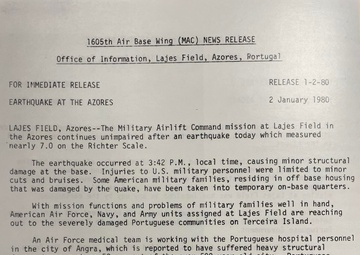 1605th Air Base Wing (MAC) NEWS RELEASE
Office of Information, Lajes Field, Azores, Portugal
FOR IMMEDIATE RELEASE RELEASE 1-2-80
EARTHQUAKE AT THE AZORES 2 January 1980
LAJES FIELD, Azores--The Military Airlift Command mission at Lajes Field in
the Azores continues unimpaired after an earthquake today which measured
nearly 7.0 on the Richter Scale.
The earthquake occurred at 3:42 P.M., local time, causing minor structural
damage at the base. Injuries to U.S. military personnel were limited to minor
cuts and bruises. Some American military families, residing in off base housing
that was damaged by the quake, have been taken into temporary on-base quarters.
With mission functions and problems of military families well in hand,
American Air Force, Navy, and Army units assigned at Lajes Field are reaching
out to the severely damaged Portuguese communities on Terceira Island.
An Air Force medical team is working with the Portuguese hospital personnel
in the city of Angra, which is reported to have suffered heavy structural